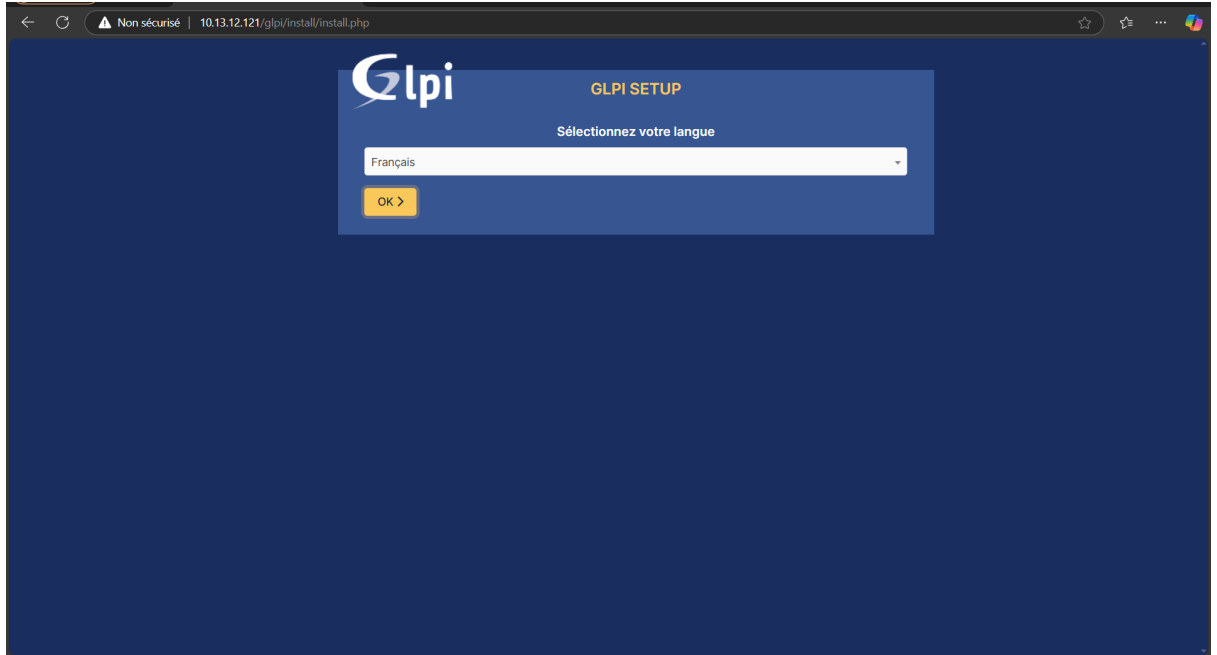 Non sécurisé | 10.13.12.121/glpi/install/install.php
Glpi
GLPI SETUP
Sélectionnez votre langue
Français
OK >